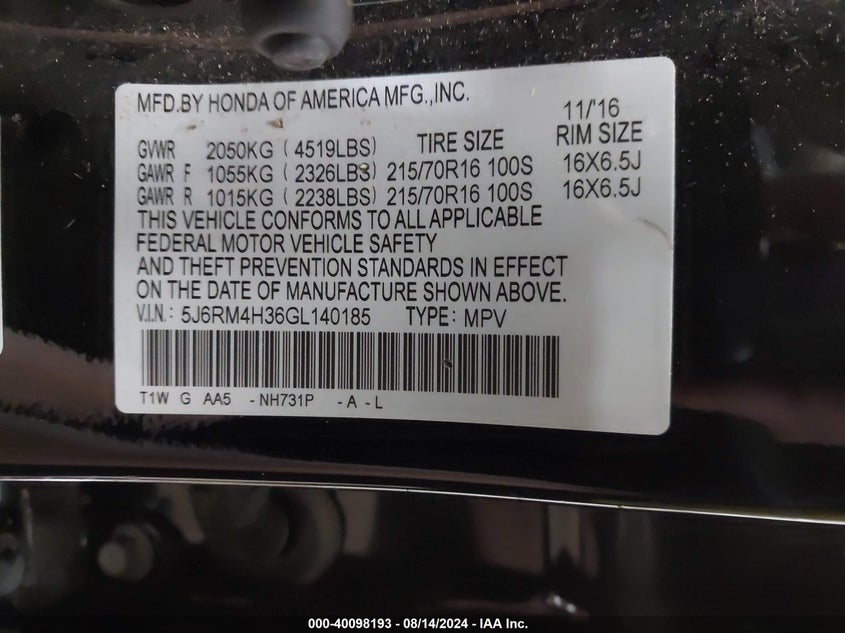 MFD.BY HONDA OF AMERICA MFG.,INC. 11/'16
GVWR 2050KG ( 4519LBS) TIRE SIZE RIM SIZE
GAWR F 1055KG ( 2326LBS) 215/70R16 100S 16X6.5J
GAWR R 1015KG ( 2238LBS) 215/70R16 100S 16X6.5J
THIS VEHICLE CONFORMS TO ALL APPLICABLE
FEDERAL MOTOR VEHICLE SAFETY
AND THEFT PREVENTION STANDARDS IN EFFECT
ON THE DATE OF MANUFACTURE SHOWN ABOVE.
V.I.N.: 5J6RM4H36GL140185 TYPE: MPV
T1W G AA5 - NH731P - A - L
000-40098193 - 08/14/2024 - IAA Inc.